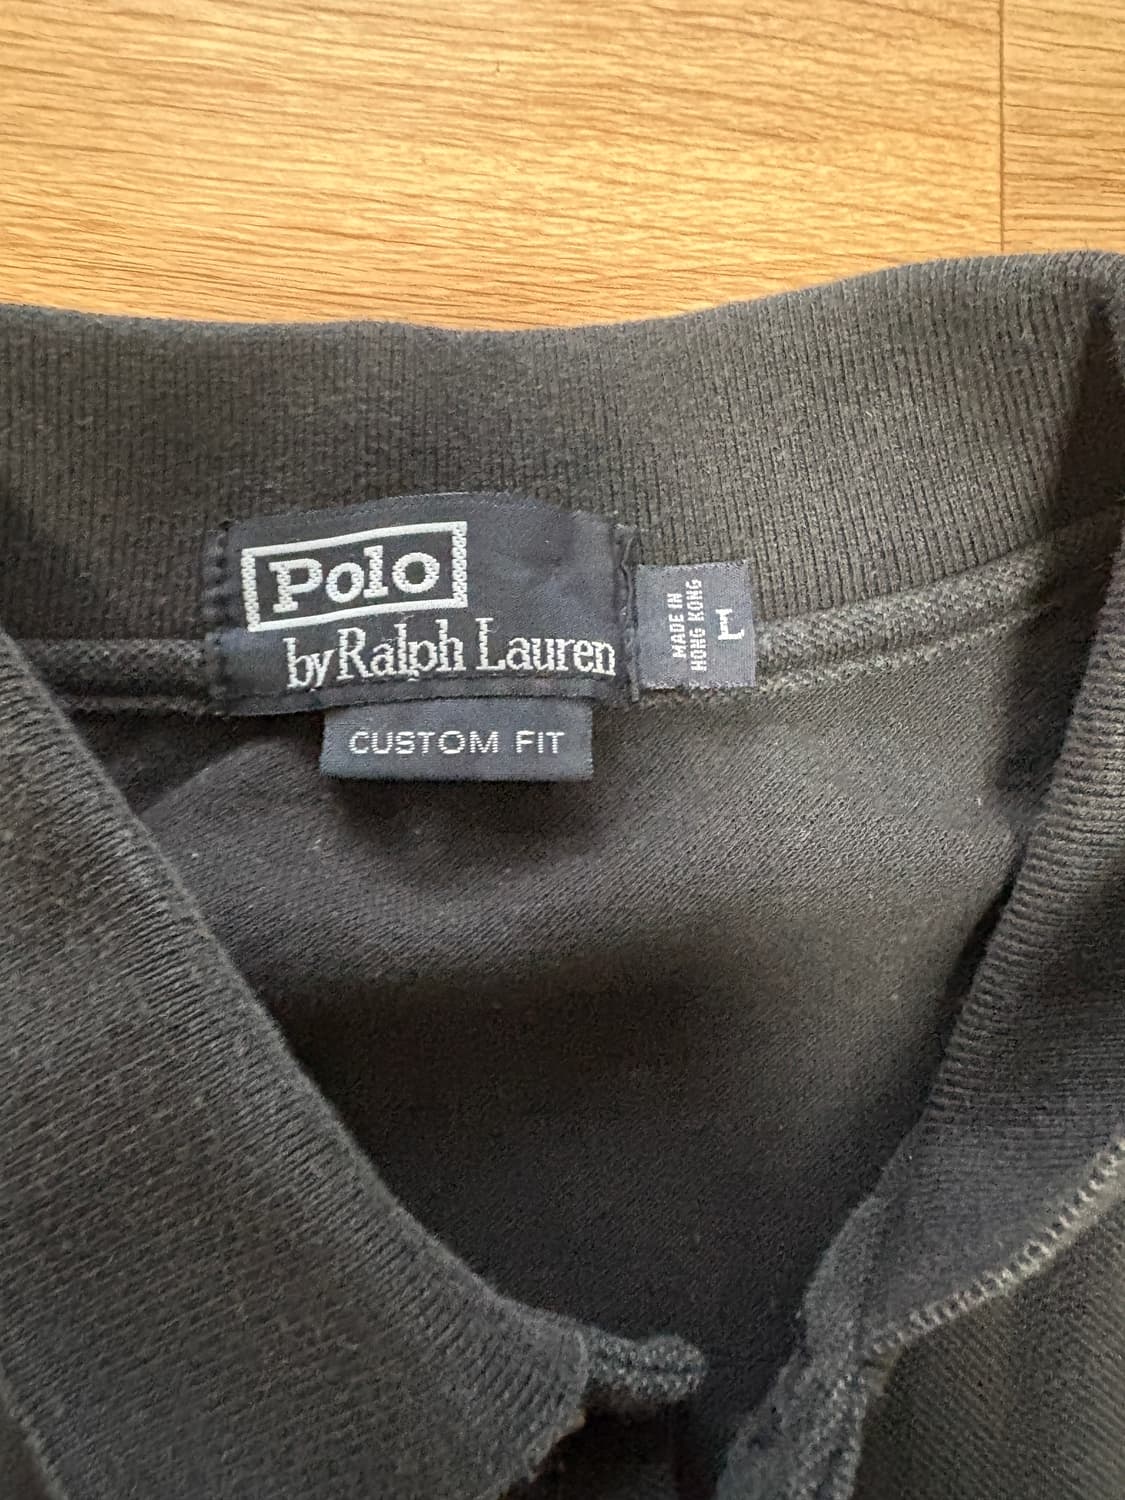 Polo
by Ralph Lauren
MADE IN
HONG KONG
L
CUSTOM FIT